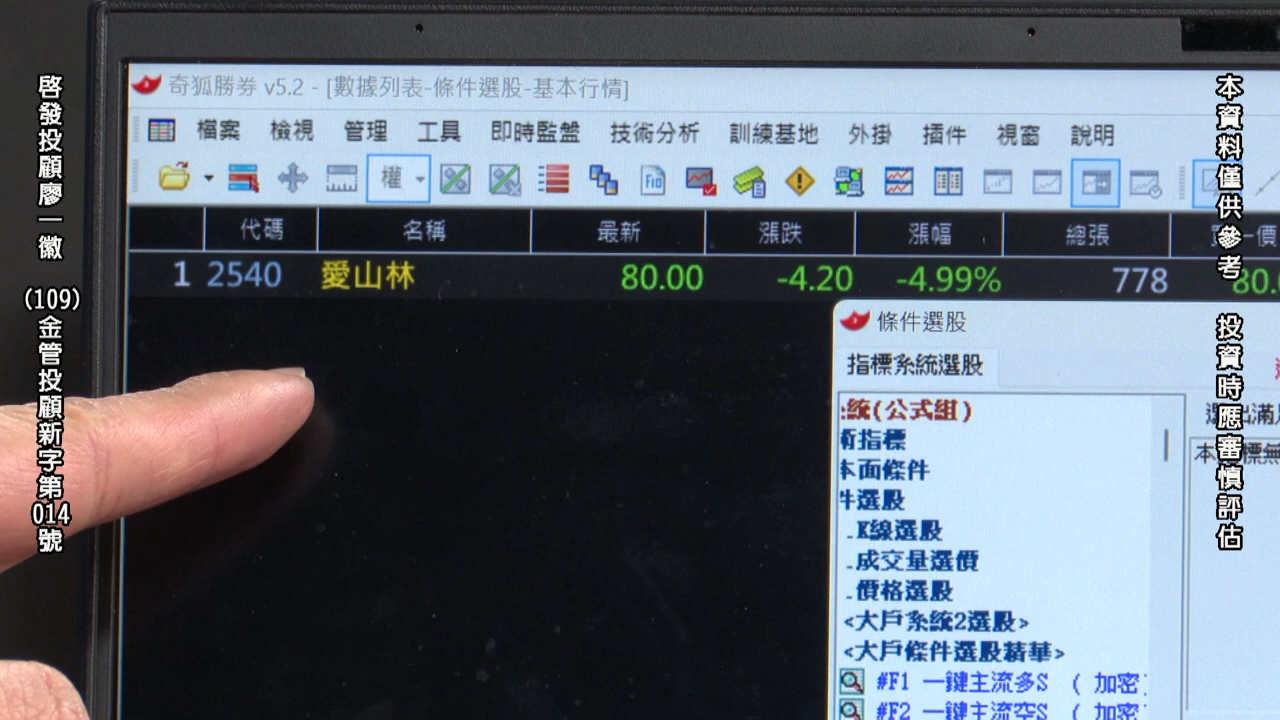 啓發投顧廖一徽
(109)金管投顧新字第014號
奇狐勝券 v5.2 - [數據列表-條件選股-基本行情]
檔案 檢視 管理 工具 即時監盤 技術分析 訓練基地 外掛 插件 視窗 說明
權
代碼 名稱 最新 漲跌 漲幅 總張
1 2540 愛山林 80.00 -4.20 -4.99% 778
條件選股
指標系統選股
統(公式組)
指標
本面條件
件選股
K線選股
成交量選價
價格選股
<大戶系統2選股>
<大戶條件選股精華>
#F1 一鍵主流多S ( 加密
#F2 一鍵主流空S ( 加密
本資料僅供參考
投資時應審慎評估